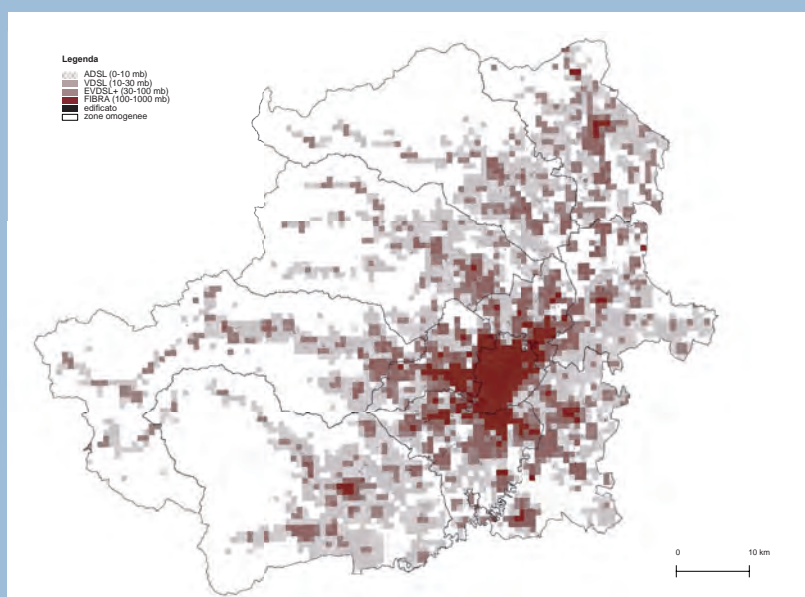 Legenda
ADSL (0-10 mb)
VDSL (10-30 mb)
EVDSL+ (30-100 mb)
FIBRA (100-1000 mb)
edificato
zone omogenee
0 10 km